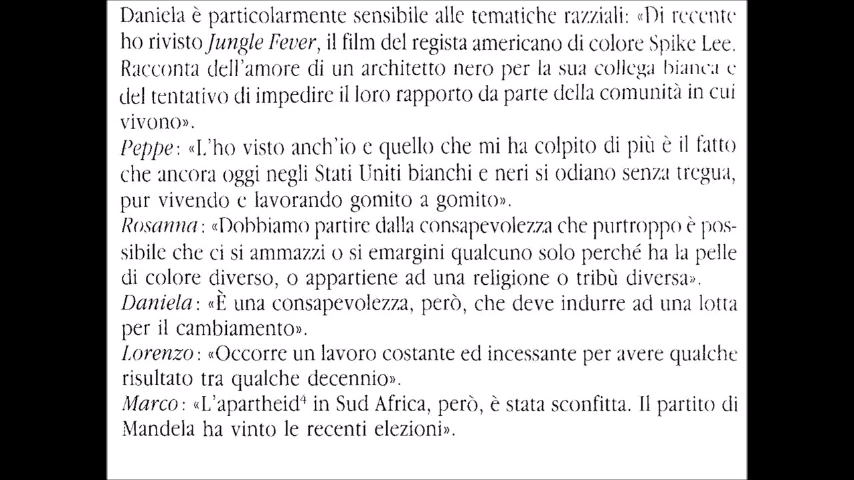 Daniela è particolarmente sensibile alle tematiche razziali: «Di recente
ho rivisto Jungle Fever, il film del regista americano di colore Spike Lee.
Racconta dell'amore di un architetto nero per la sua collega bianca e
del tentativo di impedire il loro rapporto da parte della comunità in cui
vivono».
Peppe: «L'ho visto anch'io e quello che mi ha colpito di più è il fatto
che ancora oggi negli Stati Uniti bianchi e neri si odiano senza tregua,
pur vivendo e lavorando gomito a gomito».
Rosanna: «Dobbiamo partire dalla consapevolezza che purtroppo è pos-
sibile che ci si ammazzi o si emargini qualcuno solo perché ha la pelle
di colore diverso, o appartiene ad una religione o tribù diversa».
Daniela: «È una consapevolezza, però, che deve indurre ad una lotta
per il cambiamento».
Lorenzo: «Occorre un lavoro costante ed incessante per avere qualche
risultato tra qualche decennio».
Marco: «L'apartheid⁴ in Sud Africa, però, è stata sconfitta. Il partito di
Mandela ha vinto le recenti elezioni».